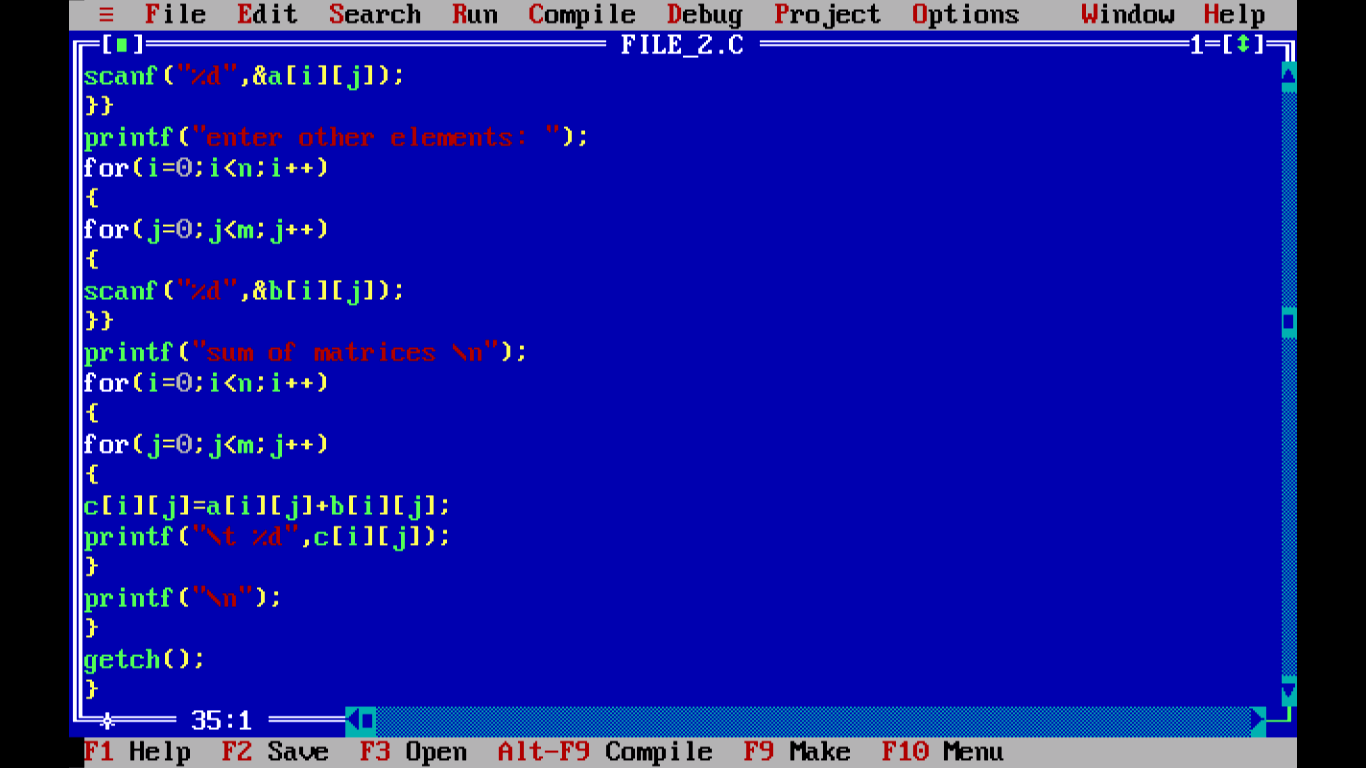 ≡ File Edit Search Run Compile Debug Project Options Window Help
[■] FILE_2.C 1=[↕]
scanf("%d",&a[i][j]);
}}
printf("enter other elements: ");
for(i=0;i<n;i++)
{
for(j=0;j<m;j++)
{
scanf("%d",&b[i][j]);
}}
printf("sum of matrices \n");
for(i=0;i<n;i++)
{
for(j=0;j<m;j++)
{
c[i][j]=a[i][j]+b[i][j];
printf("\t %d",c[i][j]);
}
printf("\n");
}
getch();
}
35:1
F1 Help F2 Save F3 Open Alt-F9 Compile F9 Make F10 Menu